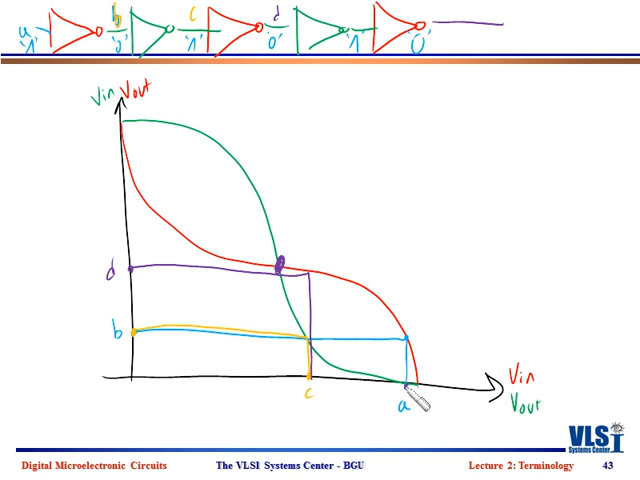 a '1' b '0' c '1' d '0' '1' '0'
Vin Vout
d
b
c
a
Vin
Vout
VLSI
Systems Center
Digital Microelectronic Circuits The VLSI Systems Center - BGU Lecture 2: Terminology 43